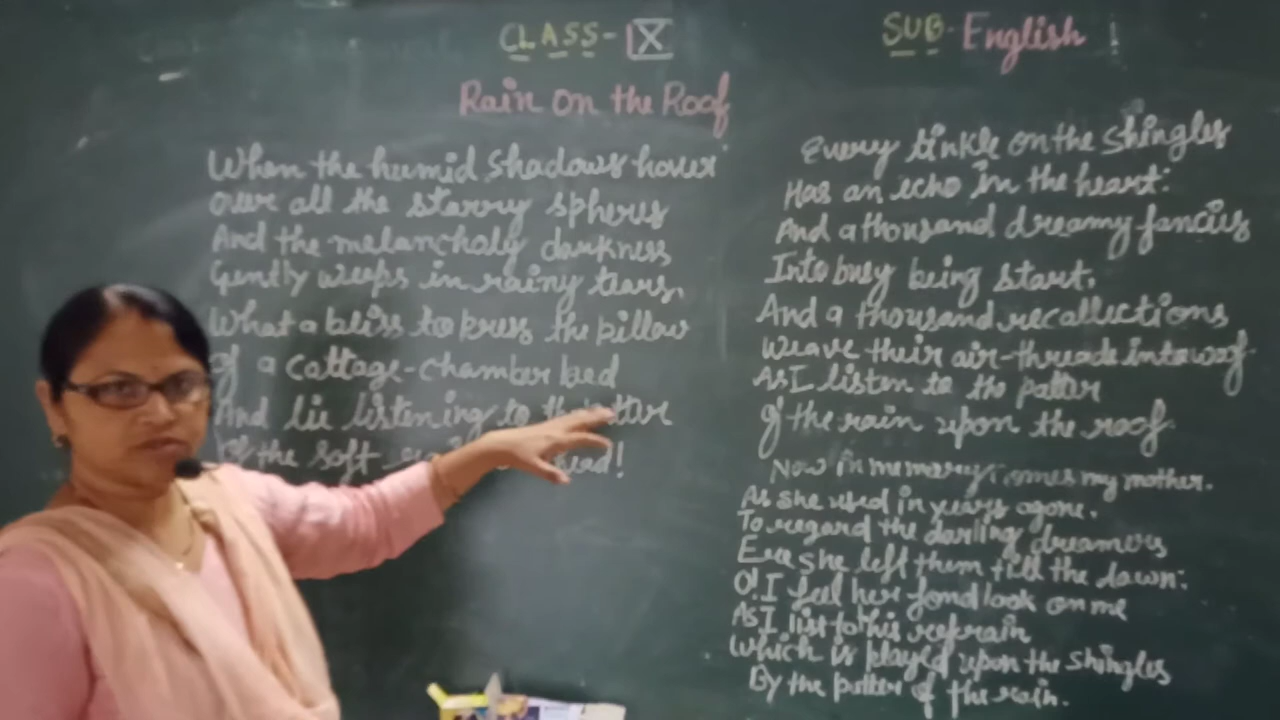 CLASS- IX
SUB- English
Rain on the Roof
When the humid shadows hover
over all the starry spheres
And the melancholy darkness
Gently weeps in rainy tears.
What a bliss to press the pillow
of a cottage-chamber bed
And lie listening to the patter
Of the soft
Every tinkle on the shingles
Has an echo in the heart:
And a thousand dreamy fancies
Into busy being start.
And a thousand recallections
Weave their air-threads into woof
As I listen to the patter
of the rain upon the roof.
Now in memory comes my mother.
As she used in years agone.
To regard the darling dreamers
Ere she left them till the dawn:
O! I feel her fond look on me
As I list to this refrain
Which is played upon the shingles
By the patter of the rain.